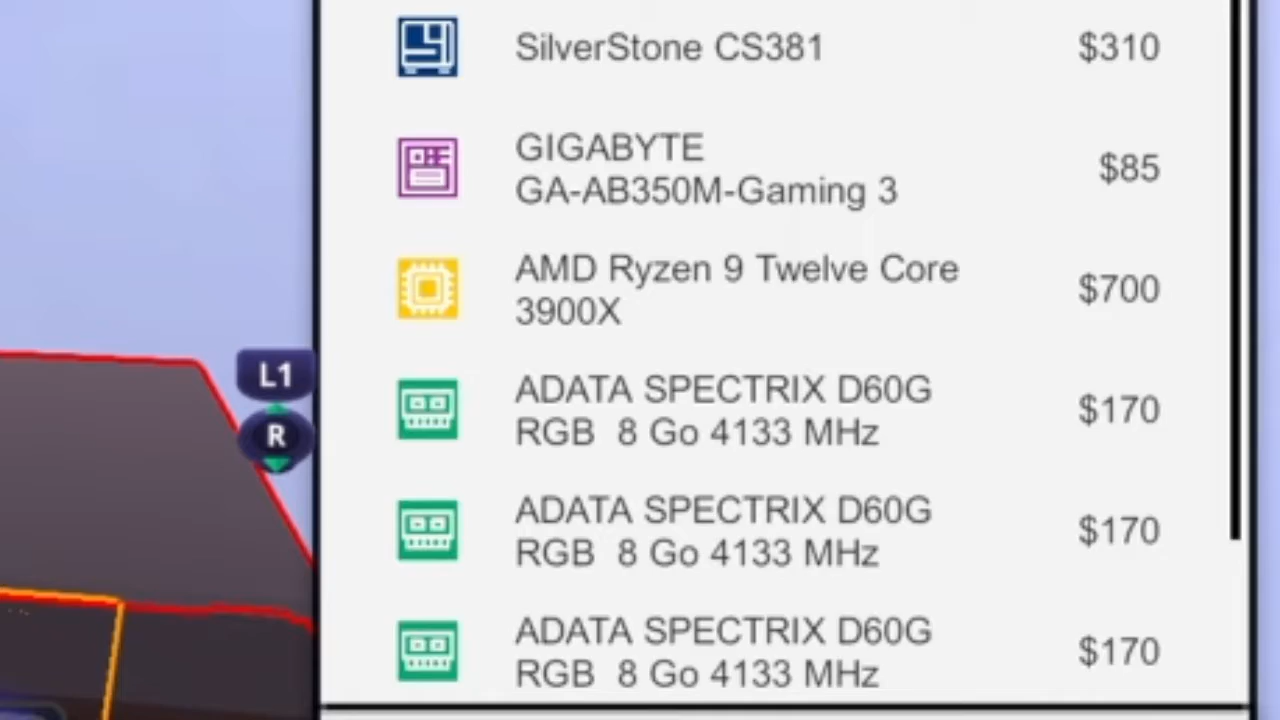 SilverStone CS381 $310
GIGABYTE
GA-AB350M-Gaming 3 $85
AMD Ryzen 9 Twelve Core
3900X $700
L1
R
ADATA SPECTRIX D60G
RGB  8 Go 4133 MHz $170
ADATA SPECTRIX D60G
RGB  8 Go 4133 MHz $170
ADATA SPECTRIX D60G
RGB  8 Go 4133 MHz $170